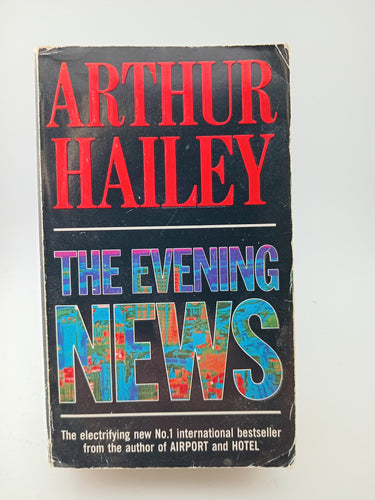 ARTHUR
HAILEY
THE EVENING
NEWS
The electrifying new No.1 international bestseller
from the author of AIRPORT and HOTEL